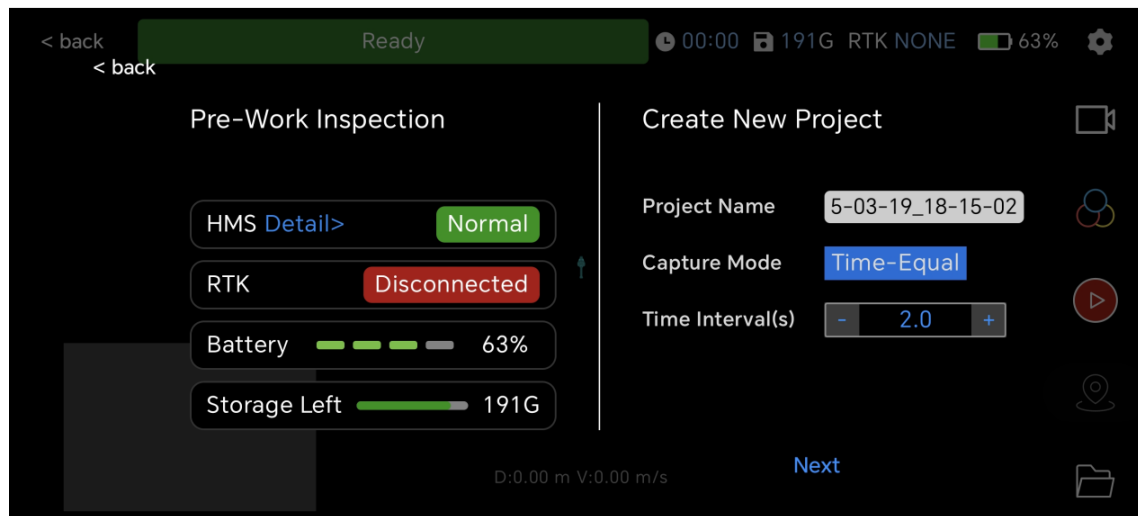 < back Ready 00:00 191G RTK NONE 63%
< back
Pre-Work Inspection
HMS Detail> Normal
RTK Disconnected
Battery 63%
Storage Left 191G
Create New Project
Project Name 5-03-19_18-15-02
Capture Mode Time-Equal
Time Interval(s) - 2.0 +
Next
D:0.00 m V:0.00 m/s